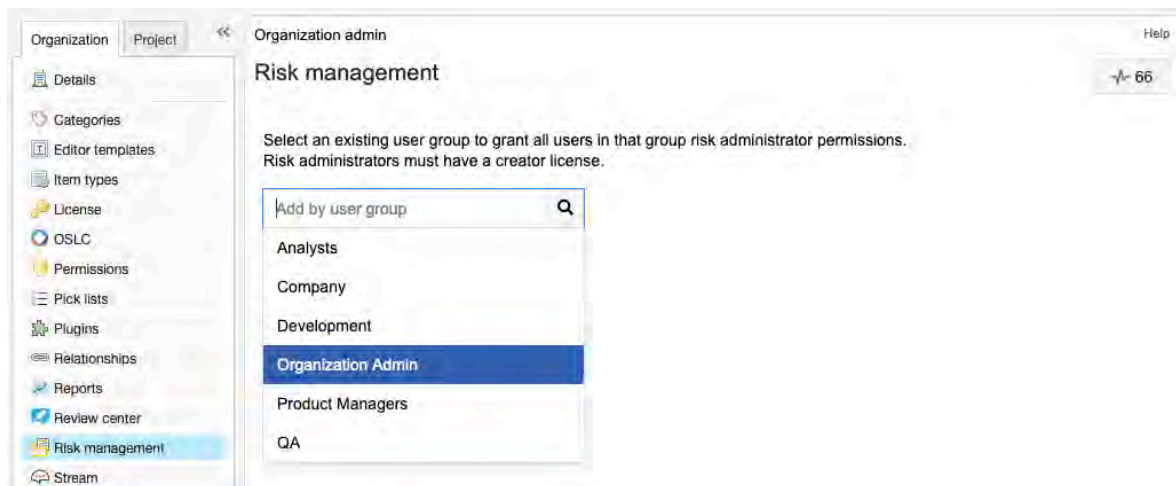 Organization Project
Organization admin
Help
Details
Risk management
66
Categories
Editor templates
Item types
License
OSLC
Permissions
Pick lists
Plugins
Relationships
Reports
Review center
Risk management
Stream
Select an existing user group to grant all users in that group risk administrator permissions.
Risk administrators must have a creator license.
Add by user group
Analysts
Company
Development
Organization Admin
Product Managers
QA